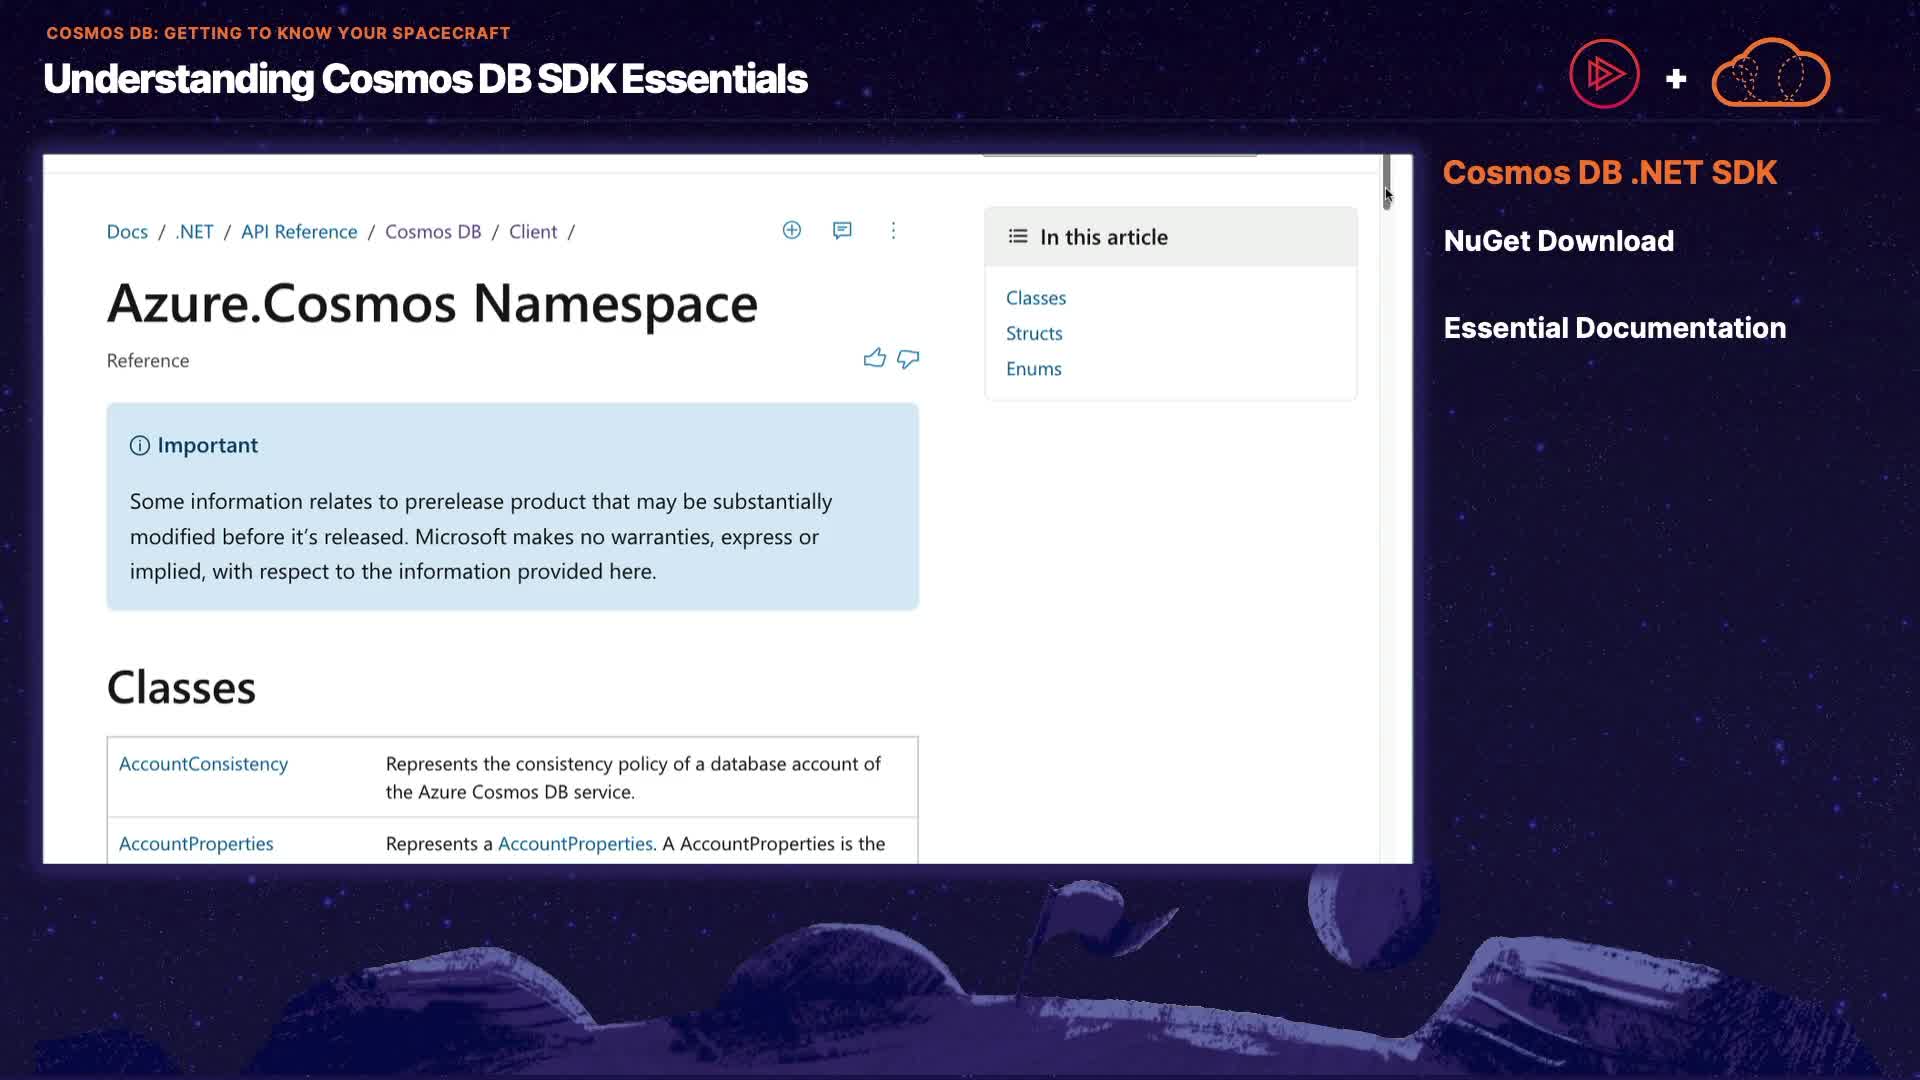 COSMOS DB: GETTING TO KNOW YOUR SPACECRAFT
Understanding Cosmos DB SDK Essentials
+
Docs / .NET / API Reference / Cosmos DB / Client /
Azure.Cosmos Namespace
Reference
Important
Some information relates to prerelease product that may be substantially
modified before it's released. Microsoft makes no warranties, express or
implied, with respect to the information provided here.
Classes
AccountConsistency Represents the consistency policy of a database account of
the Azure Cosmos DB service.
AccountProperties Represents a AccountProperties. A AccountProperties is the
In this article
Classes
Structs
Enums
Cosmos DB .NET SDK
NuGet Download
Essential Documentation